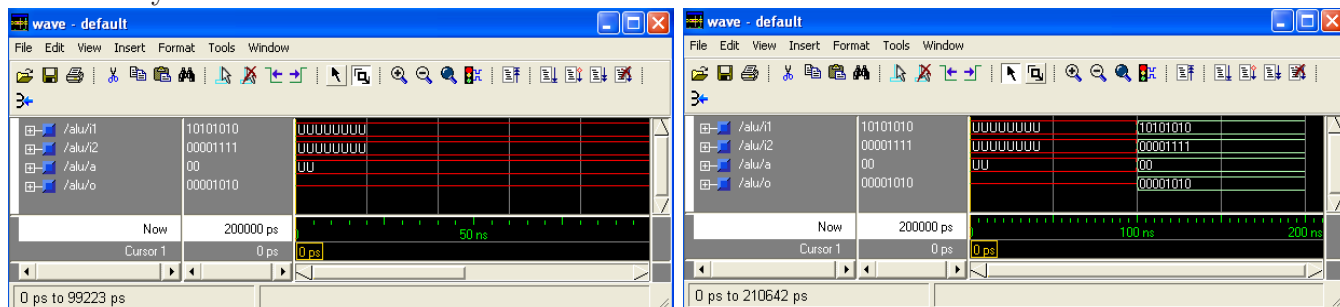 wave - default
File Edit View Insert Format Tools Window
/alu/i1 10101010 UUUUUUUU
/alu/i2 00001111 UUUUUUUU
/alu/a 00 UU
/alu/o 00001010
Now 200000 ps 50 ns
Cursor 1 0 ps 0 ps
0 ps to 99223 ps
wave - default
File Edit View Insert Format Tools Window
/alu/i1 10101010 UUUUUUUU 10101010
/alu/i2 00001111 UUUUUUUU 00001111
/alu/a 00 UU 00
/alu/o 00001010 00001010
Now 200000 ps 100 ns 200 ns
Cursor 1 0 ps 0 ps
0 ps to 210642 ps